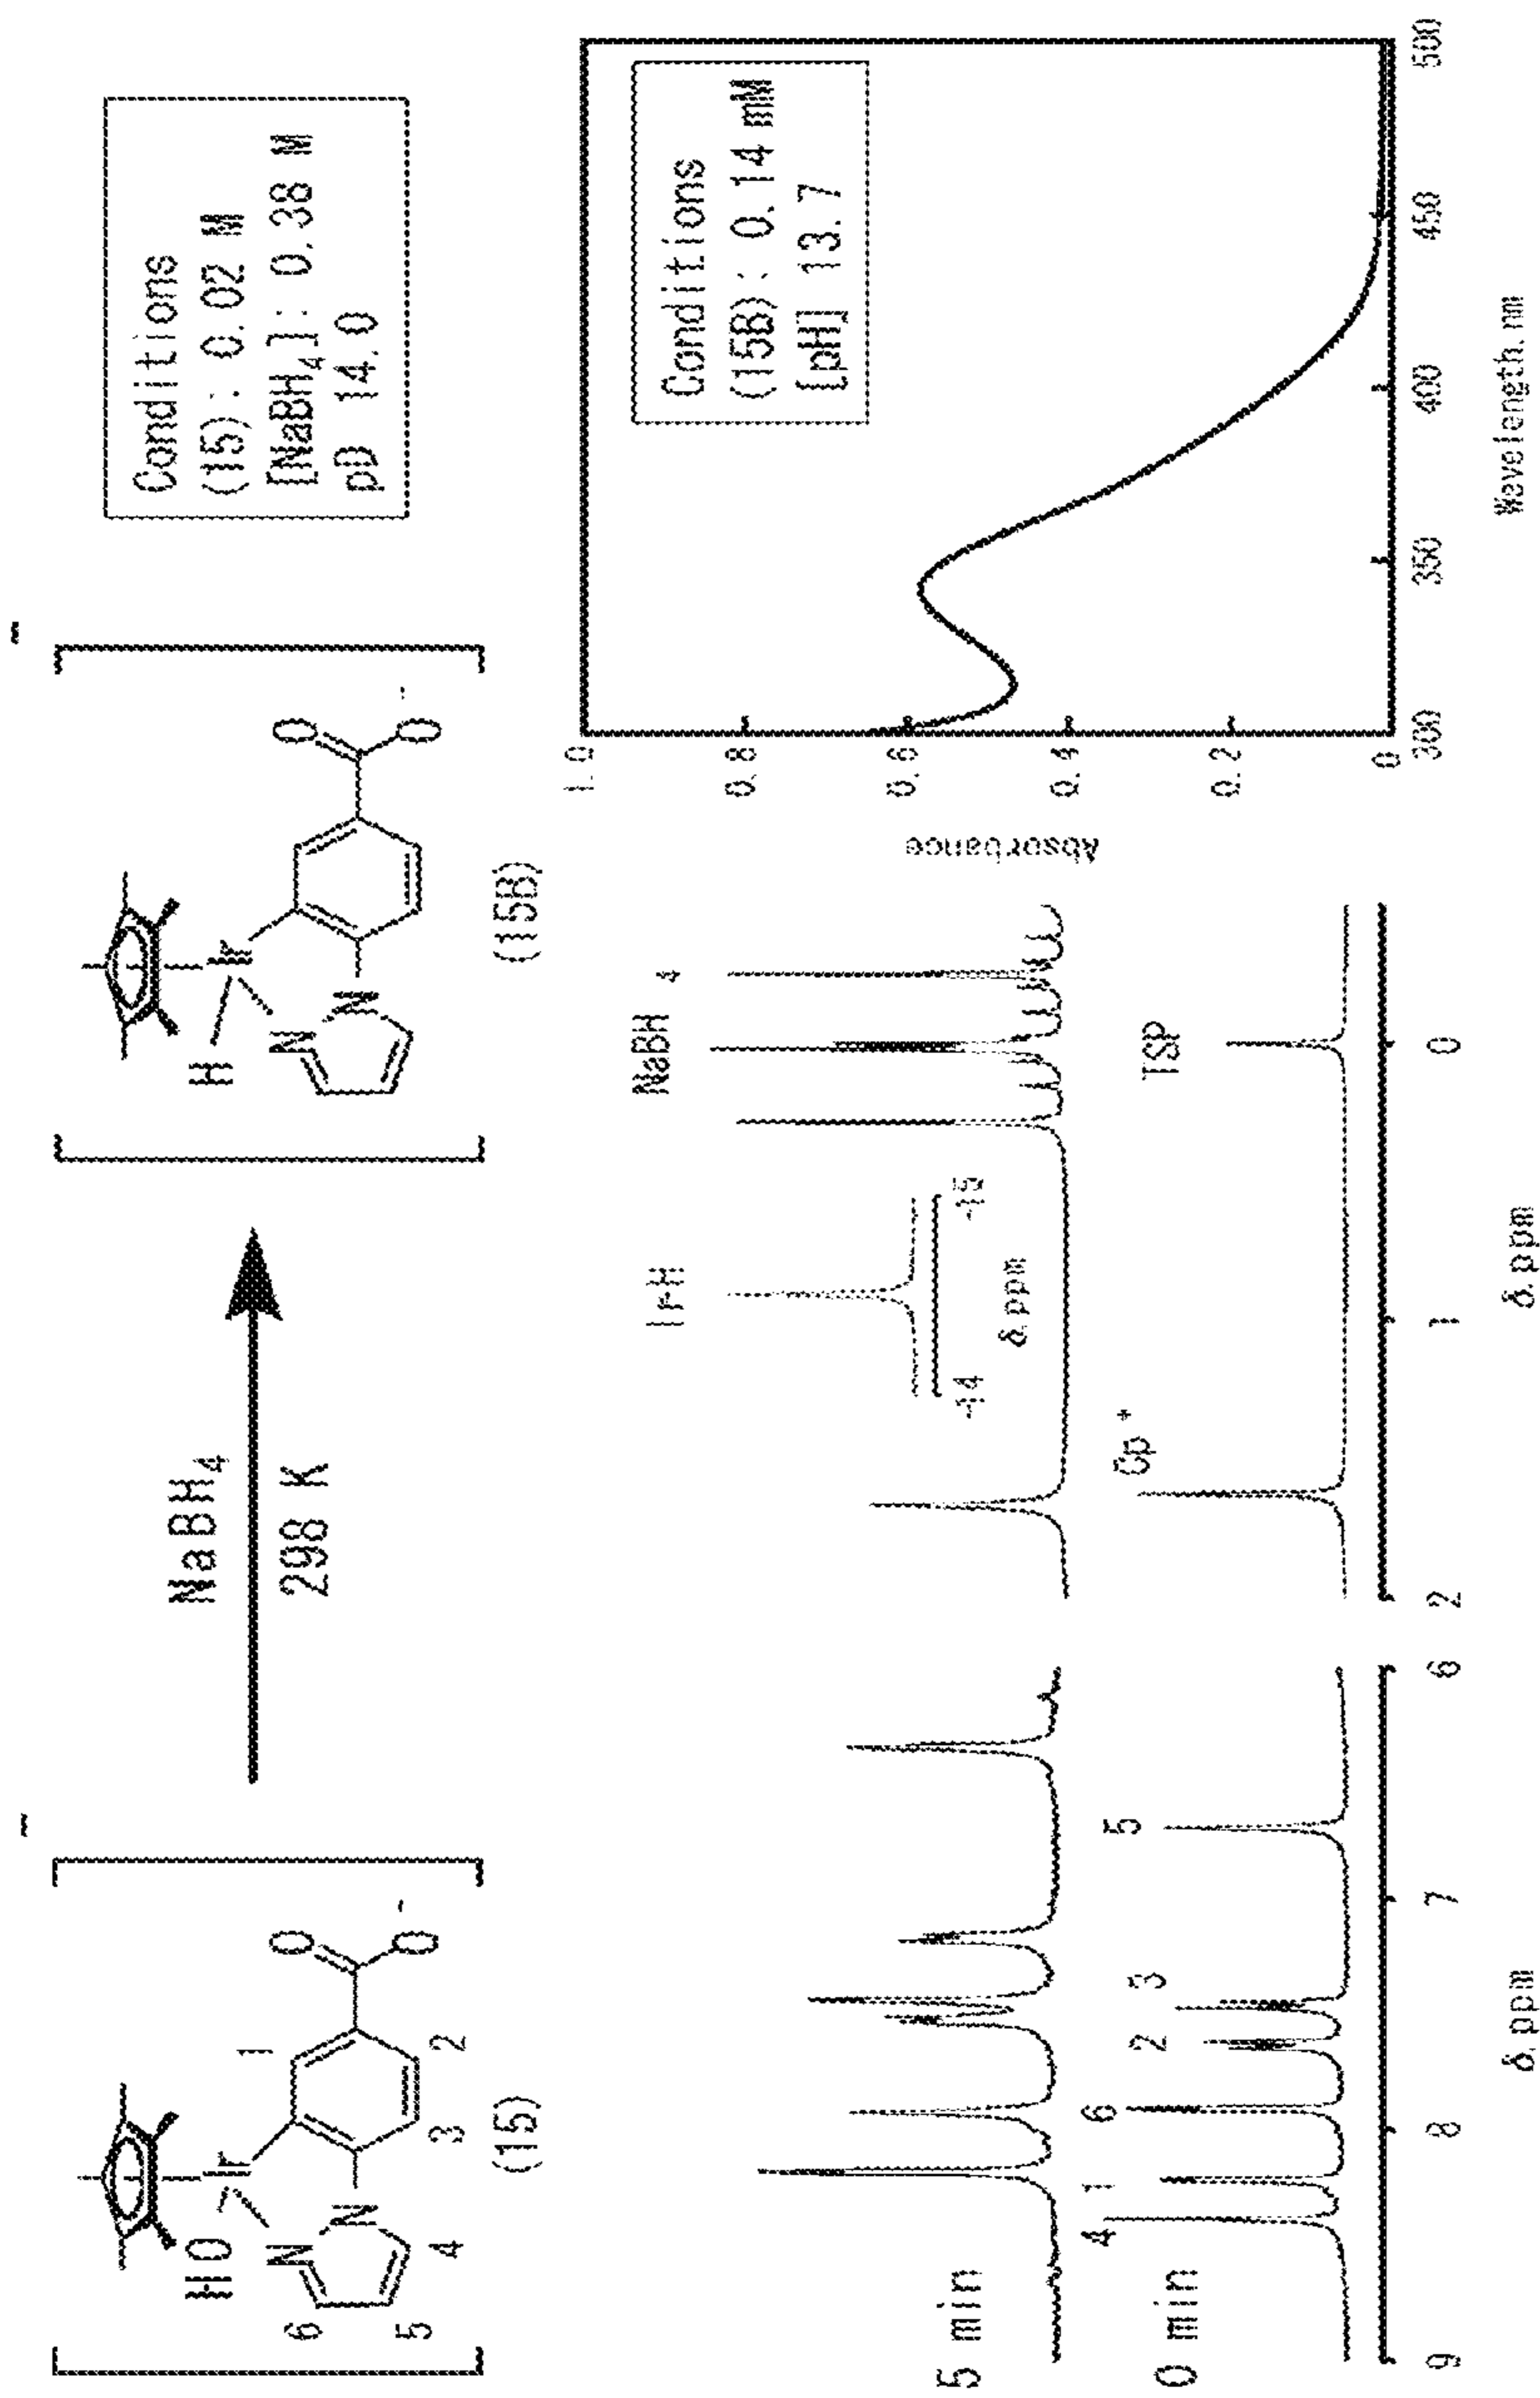 NaBH4
298 K
HO
Ir
N
N
O
O-
1
2
3
4
5
6
(15)
-
H
Ir
N
N
O
O-
(15B)
-
Conditions
(15): 0.02 M
[NaBH4]: 0.38 M
pD 14.0
5 min
Ir-H
-14
-15
δ.ppm
NaBH 4
0 min
4
1
6
2
3
5
Cp*
TSP
9
8
7
6
δ.ppm
2
1
0
δ.ppm
Absorbance
1.0
0.8
0.6
0.4
0.2
0
Conditions
(15B): 0.14 mM
[pH] 13.7
300
350
400
450
500
Wavelength.nm